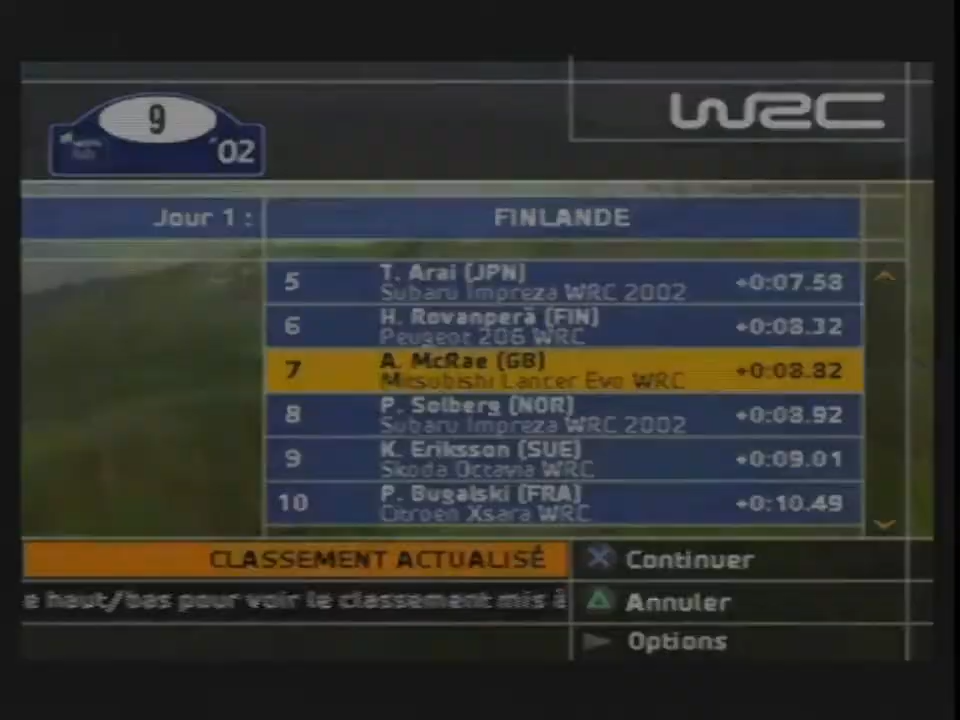 9
'02
WRC
Jour 1 :
FINLANDE
5 T. Arai (JPN) +0:07.58
Subaru Impreza WRC 2002
6 H. Rovanperä (FIN) +0:08.32
Peugeot 206 WRC
7 A. McRae (GB) +0:08.82
Mitsubishi Lancer Evo WRC
8 P. Solberg (NOR) +0:08.92
Subaru Impreza WRC 2002
9 K. Eriksson (SUE) +0:09.01
Skoda Octavia WRC
10 P. Bugalski (FRA) +0:10.49
Citroen Xsara WRC
CLASSEMENT ACTUALISÉ
Continuer
e haut/bas pour voir le classement mis à
Annuler
Options